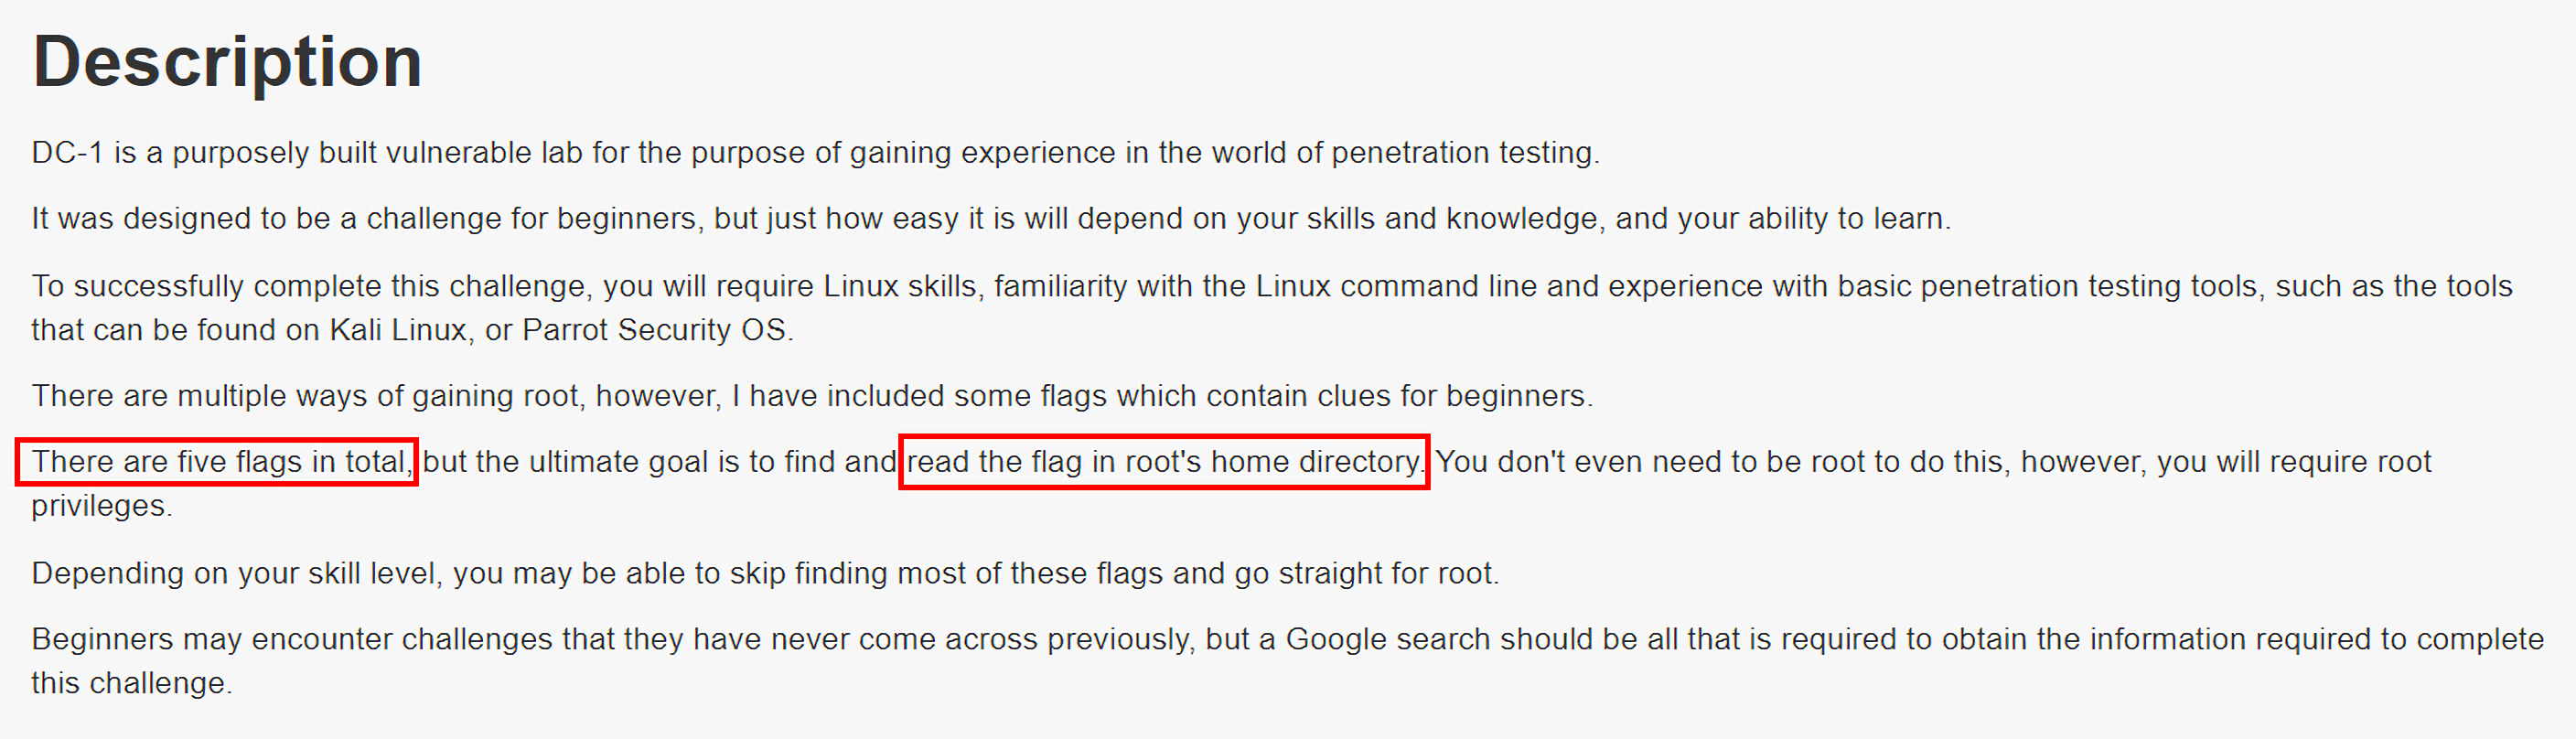 Description
DC-1 is a purposely built vulnerable lab for the purpose of gaining experience in the world of penetration testing.
It was designed to be a challenge for beginners, but just how easy it is will depend on your skills and knowledge, and your ability to learn.
To successfully complete this challenge, you will require Linux skills, familiarity with the Linux command line and experience with basic penetration testing tools, such as the tools
that can be found on Kali Linux, or Parrot Security OS.
There are multiple ways of gaining root, however, I have included some flags which contain clues for beginners.
There are five flags in total, but the ultimate goal is to find and read the flag in root's home directory. You don't even need to be root to do this, however, you will require root
privileges.
Depending on your skill level, you may be able to skip finding most of these flags and go straight for root.
Beginners may encounter challenges that they have never come across previously, but a Google search should be all that is required to obtain the information required to complete
this challenge.